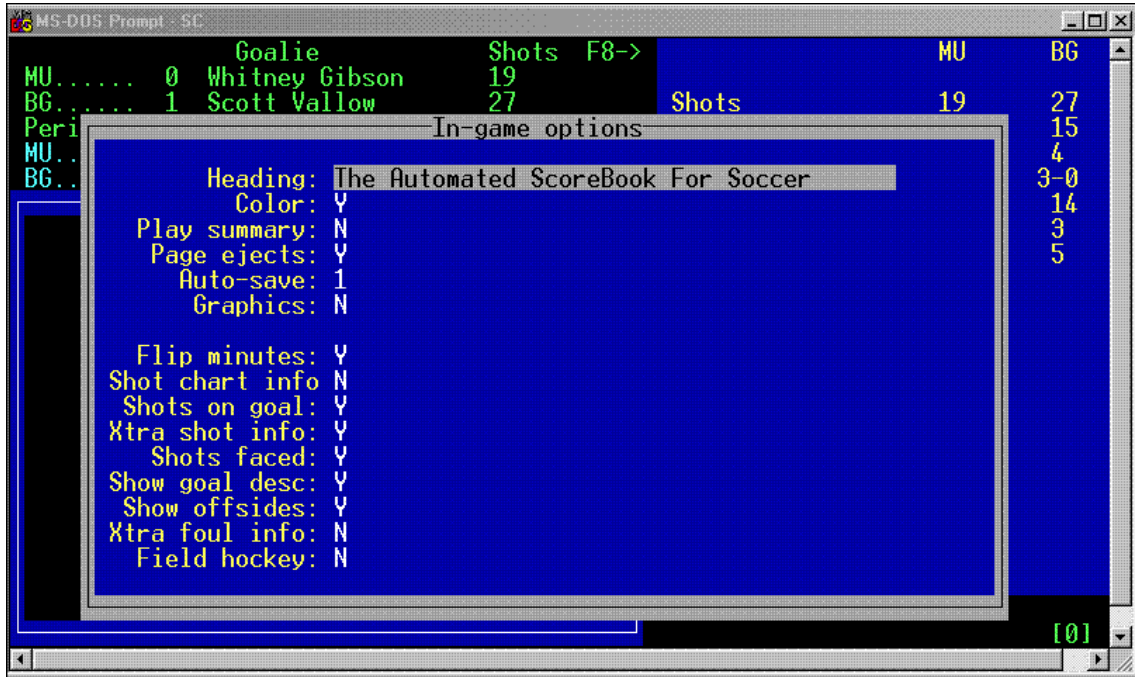 MS-DOS Prompt - SC
Goalie Shots F8-> MU BG
MU...... 0 Whitney Gibson 19
BG...... 1 Scott Vallow 27 Shots 19 27
Peri 15
MU.. 4
BG.. 3-0
14
3
5
In-game options
Heading: The Automated ScoreBook For Soccer
Color: Y
Play summary: N
Page ejects: Y
Auto-save: 1
Graphics: N
Flip minutes: Y
Shot chart info N
Shots on goal: Y
Xtra shot info: Y
Shots faced: Y
Show goal desc: Y
Show offsides: Y
Xtra foul info: N
Field hockey: N
[0]